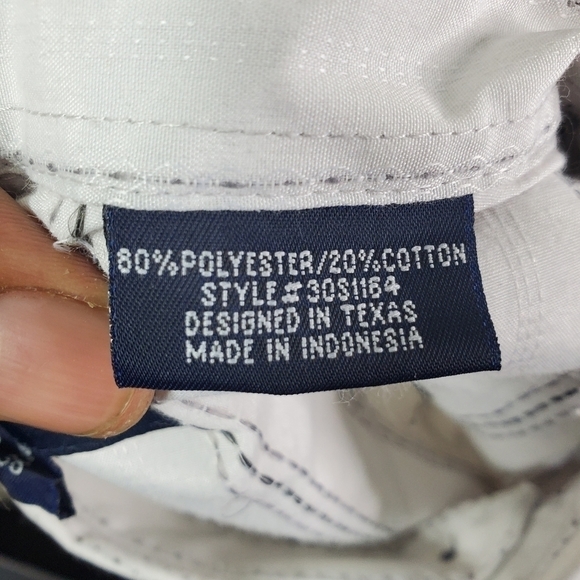 80%POLYESTER/20%COTTON
STYLE#30S1164
DESIGNED IN TEXAS
MADE IN INDONESIA